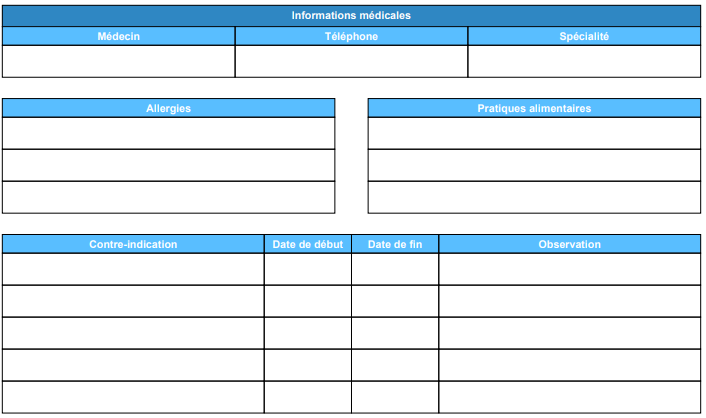 Informations médicales
Médecin Téléphone Spécialité
Allergies Pratiques alimentaires
Contre-indication Date de début Date de fin Observation